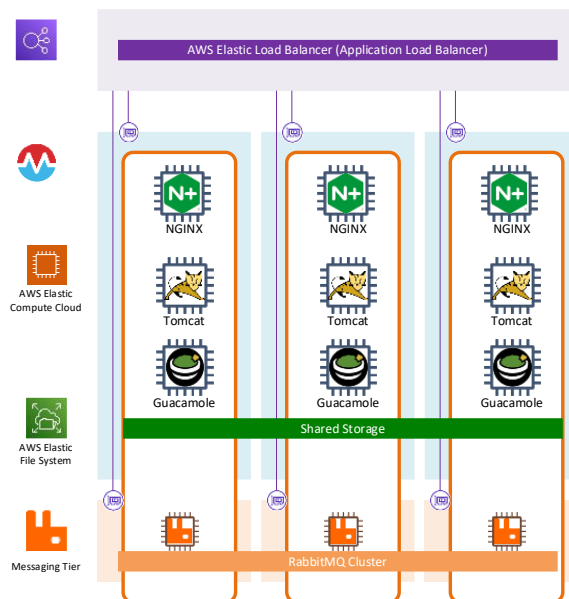 AWS Elastic Load Balancer (Application Load Balancer)
N+ N+ N+
NGINX NGINX NGINX
AWS Elastic
Compute Cloud
Tomcat Tomcat Tomcat
Guacamole Guacamole Guacamole
Shared Storage
AWS Elastic
File System
Messaging Tier
RabbitMQ Cluster